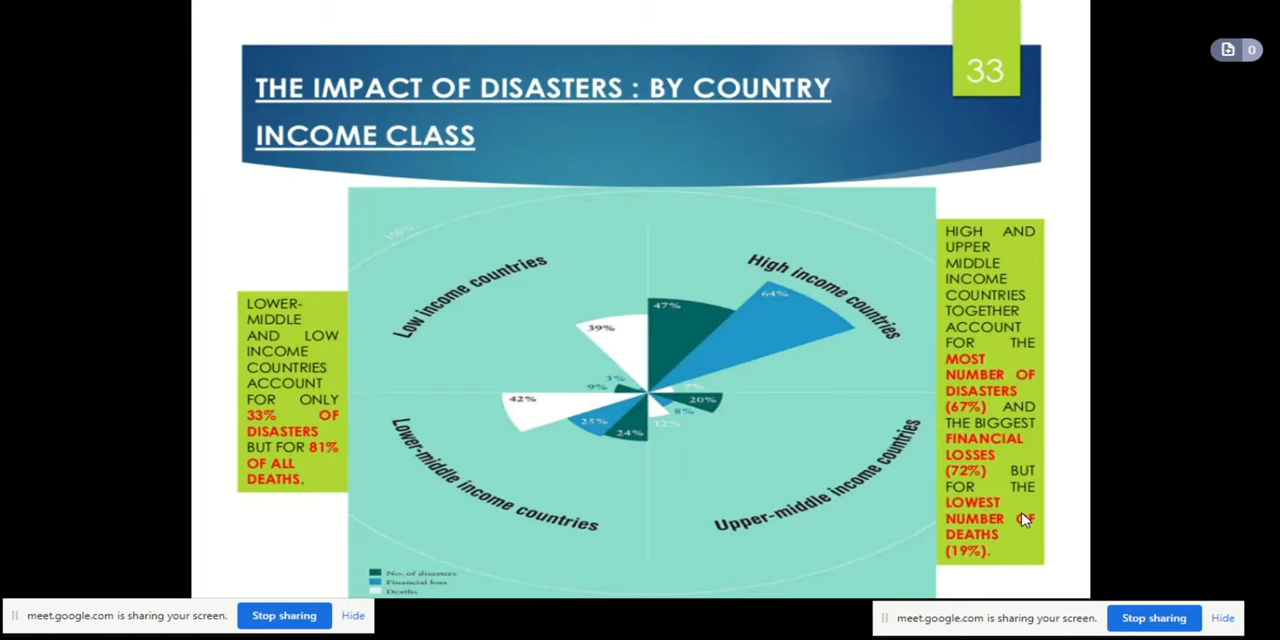 THE IMPACT OF DISASTERS : BY COUNTRY
INCOME CLASS
33
0
LOWER-
MIDDLE
AND LOW
INCOME
COUNTRIES
ACCOUNT
FOR ONLY
33% OF
DISASTERS
BUT FOR 81%
OF ALL
DEATHS.
100%
Low income countries
High income countries
47%
64%
39%
3%
9%
7%
20%
8%
12%
42%
25%
24%
Lower-middle income countries
Upper-middle income countries
No. of disasters
Financial loss
Deaths
HIGH AND
UPPER
MIDDLE
INCOME
COUNTRIES
TOGETHER
ACCOUNT
FOR THE
MOST
NUMBER OF
DISASTERS
(67%) AND
THE BIGGEST
FINANCIAL
LOSSES
(72%) BUT
FOR THE
LOWEST
NUMBER OF
DEATHS
(19%).
meet.google.com is sharing your screen.
Stop sharing
Hide
meet.google.com is sharing your screen.
Stop sharing
Hide